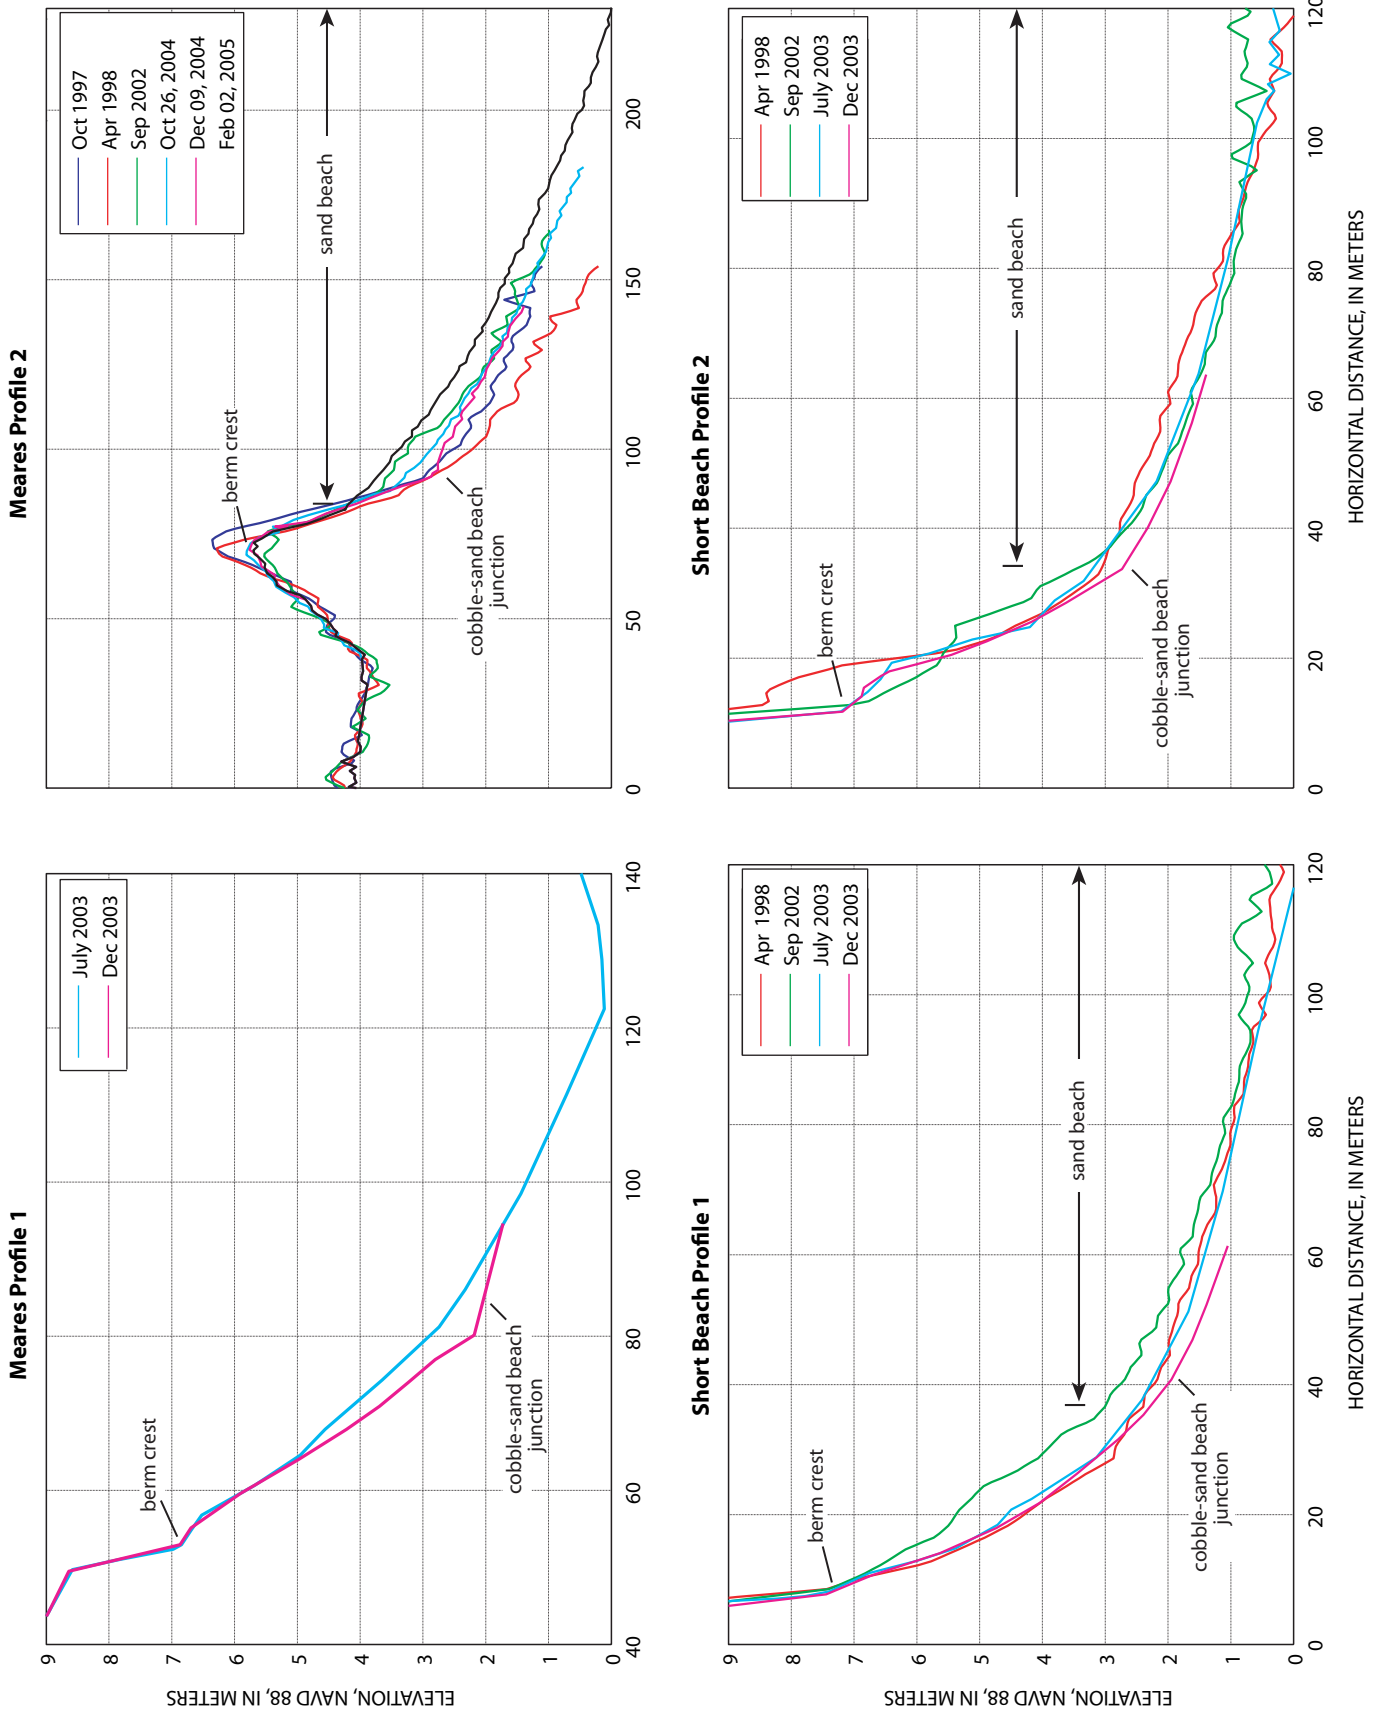 Meares Profile 1
ELEVATION, NAVD 88, IN METERS
9
8
7
6
5
4
3
2
1
0
40
60
80
100
120
140
July 2003
Dec 2003
berm crest
cobble-sand beach
junction
Meares Profile 2
0
50
100
150
200
Oct 1997
Apr 1998
Sep 2002
Oct 26, 2004
Dec 09, 2004
Feb 02, 2005
berm crest
sand beach
cobble-sand beach
junction
Short Beach Profile 1
ELEVATION, NAVD 88, IN METERS
9
8
7
6
5
4
3
2
1
0
0
20
40
60
80
100
120
HORIZONTAL DISTANCE, IN METERS
Apr 1998
Sep 2002
July 2003
Dec 2003
berm crest
sand beach
cobble-sand beach
junction
Short Beach Profile 2
0
20
40
60
80
100
120
HORIZONTAL DISTANCE, IN METERS
Apr 1998
Sep 2002
July 2003
Dec 2003
berm crest
sand beach
cobble-sand beach
junction